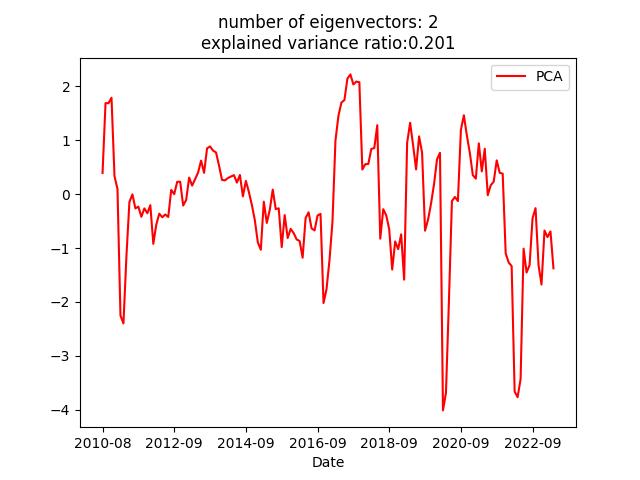 number of eigenvectors: 2
explained variance ratio:0.201
PCA
2
1
0
−1
−2
−3
−4
2010-08 2012-09 2014-09 2016-09 2018-09 2020-09 2022-09
Date